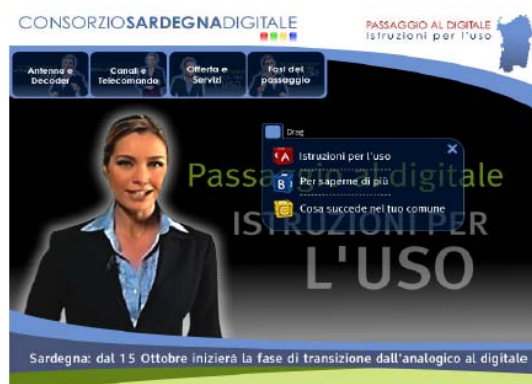 CONSORZIOSARDEGNADIGITALE
PASSAGGIO AL DIGITALE
Istruzioni per l'uso
Antenna e
Decoder
Canali e
Telecomando
Offerta e
Servizi
Fasi del
passaggio
Drag
A Istruzioni per l'uso
B Per saperne di più
C Cosa succede nel tuo comune
Passaggio al digitale
ISTRUZIONI PER
L'USO
Sardegna: dal 15 Ottobre inizierà la fase di transizione dall'analogico al digitale